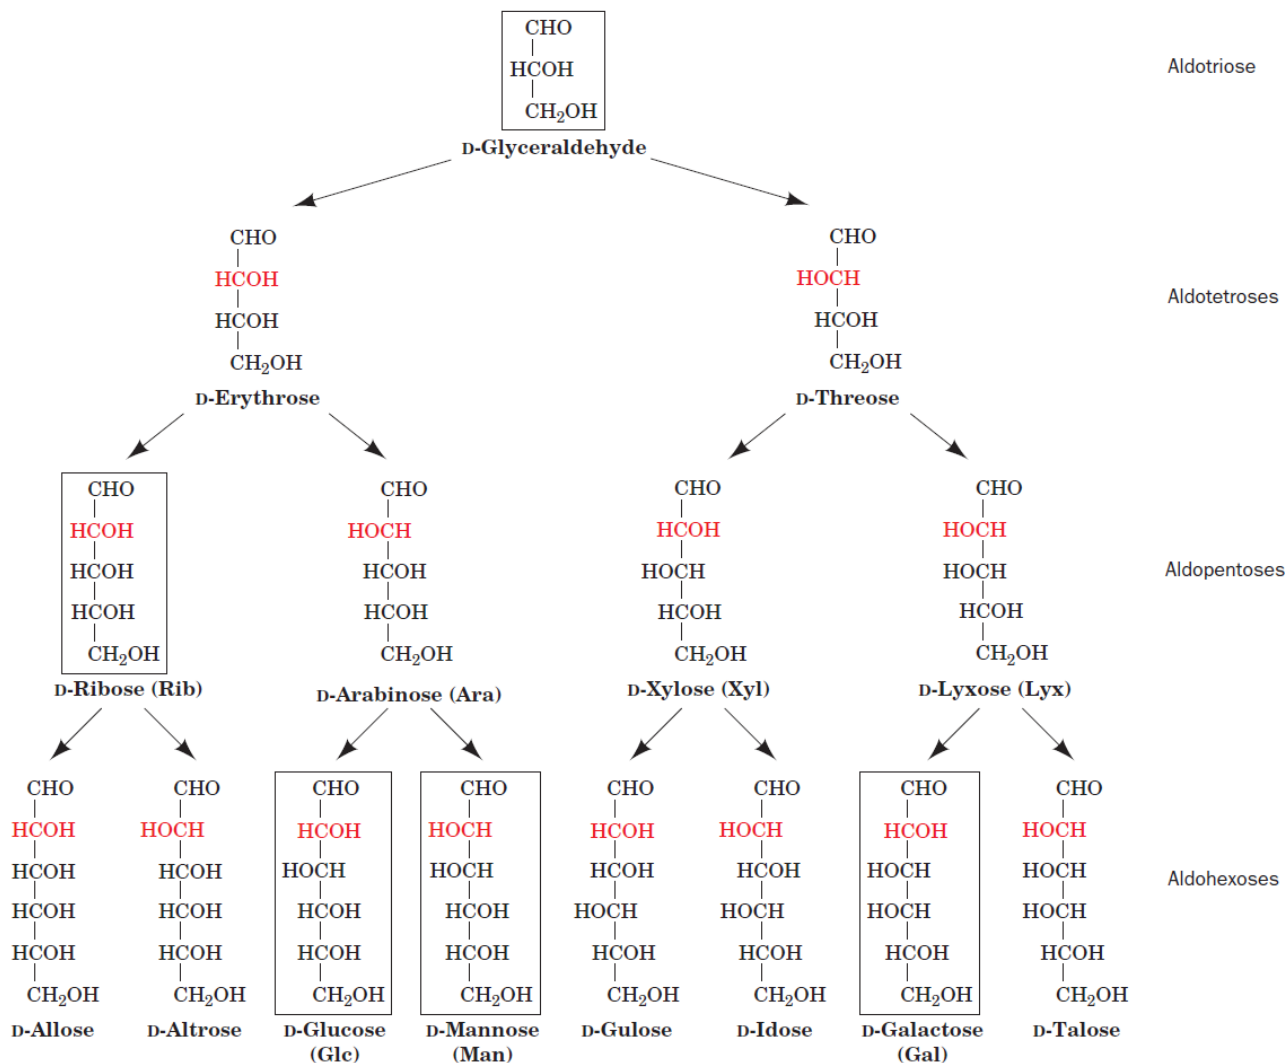 CHO
HCOH
CH₂OH
D-Glyceraldehyde
Aldotriose
CHO
HCOH
HCOH
CH₂OH
D-Erythrose
CHO
HOCH
HCOH
CH₂OH
D-Threose
Aldotetroses
CHO
HCOH
HCOH
HCOH
CH₂OH
D-Ribose (Rib)
CHO
HOCH
HCOH
HCOH
CH₂OH
D-Arabinose (Ara)
CHO
HCOH
HOCH
HCOH
CH₂OH
D-Xylose (Xyl)
CHO
HOCH
HOCH
HCOH
CH₂OH
D-Lyxose (Lyx)
Aldopentoses
CHO
HCOH
HCOH
HCOH
HCOH
CH₂OH
D-Allose
CHO
HOCH
HCOH
HCOH
HCOH
CH₂OH
D-Altrose
CHO
HCOH
HOCH
HCOH
HCOH
CH₂OH
D-Glucose
(Glc)
CHO
HOCH
HOCH
HCOH
HCOH
CH₂OH
D-Mannose
(Man)
CHO
HCOH
HCOH
HOCH
HCOH
CH₂OH
D-Gulose
CHO
HOCH
HCOH
HOCH
HCOH
CH₂OH
D-Idose
CHO
HCOH
HOCH
HOCH
HCOH
CH₂OH
D-Galactose
(Gal)
CHO
HOCH
HOCH
HOCH
HCOH
CH₂OH
D-Talose
Aldohexoses